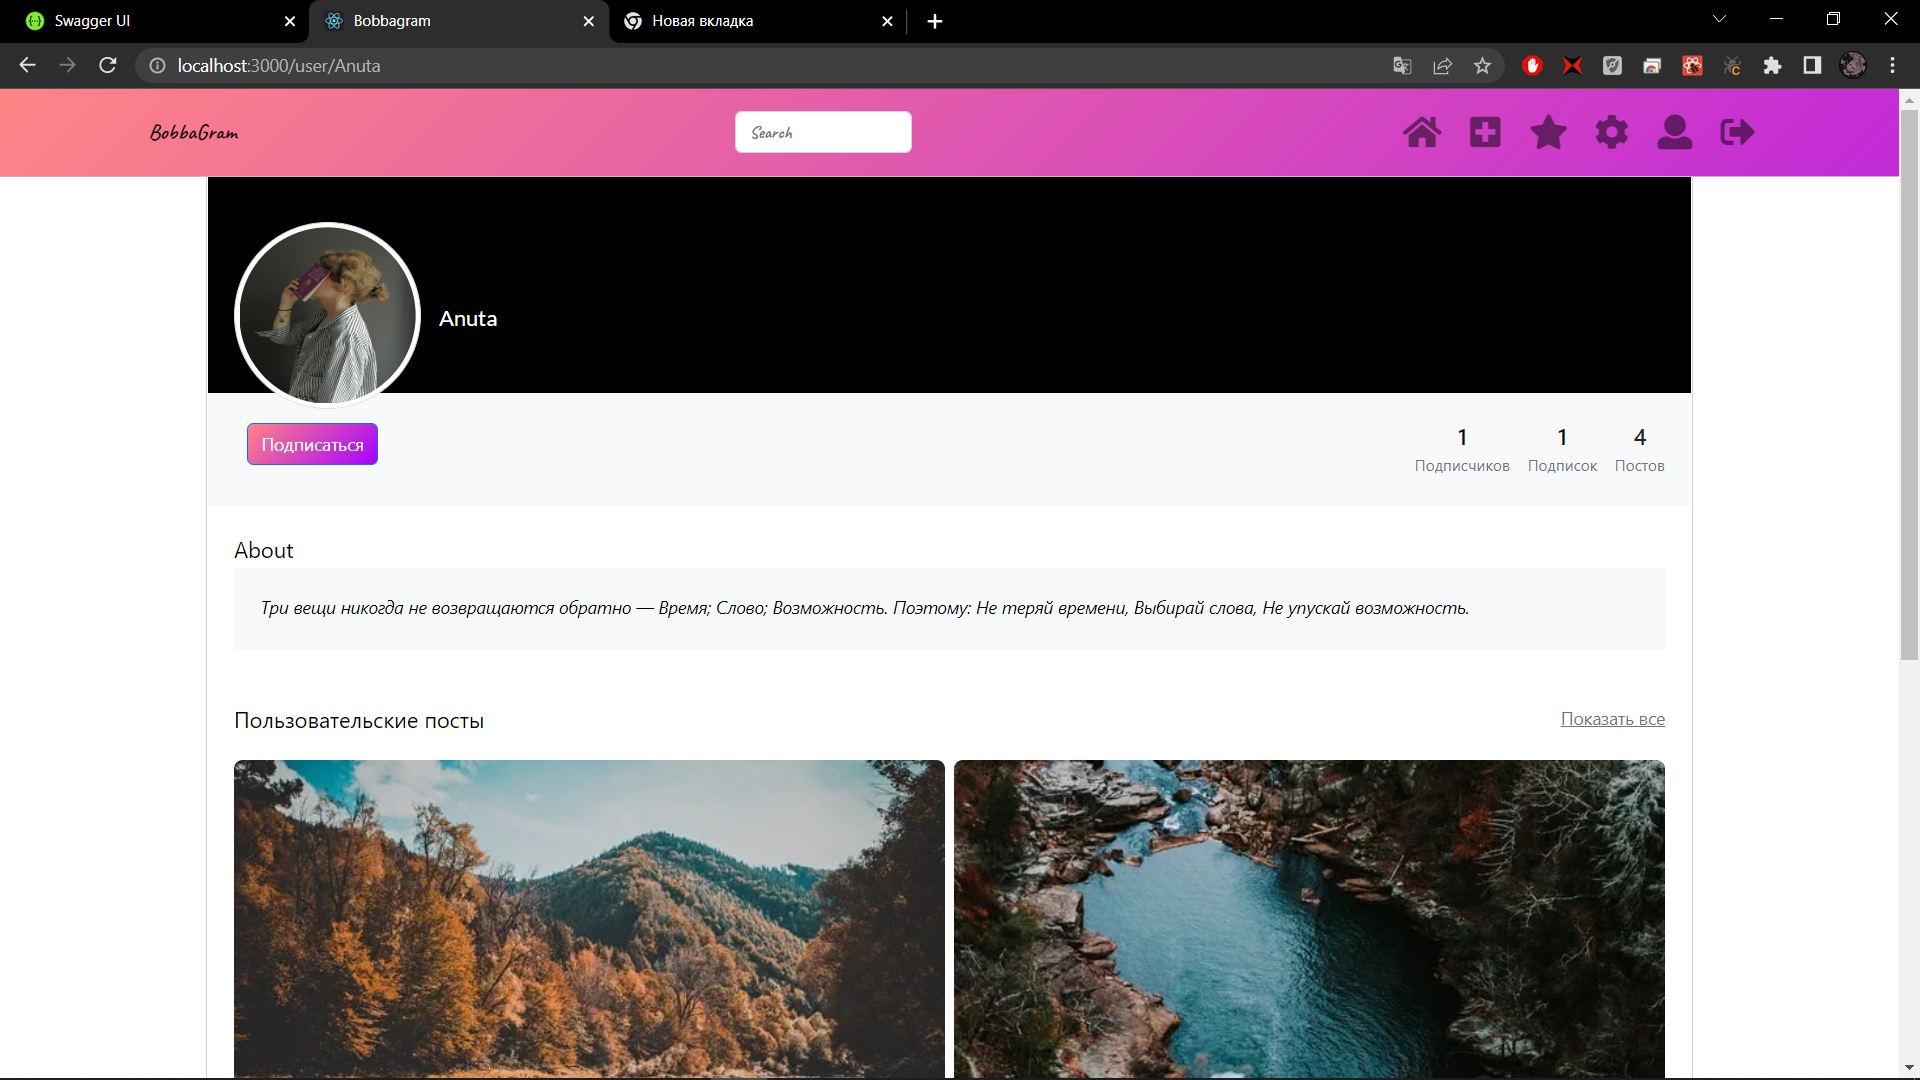 Swagger UI
Bobbagram
Новая вкладка
localhost:3000/user/Anuta
BobbaGram
Search
Anuta
Подписаться
1
Подписчиков
1
Подписок
4
Постов
About
Три вещи никогда не возвращаются обратно — Время; Слово; Возможность. Поэтому: Не теряй времени, Выбирай слова, Не упускай возможность.
Пользовательские посты
Показать все